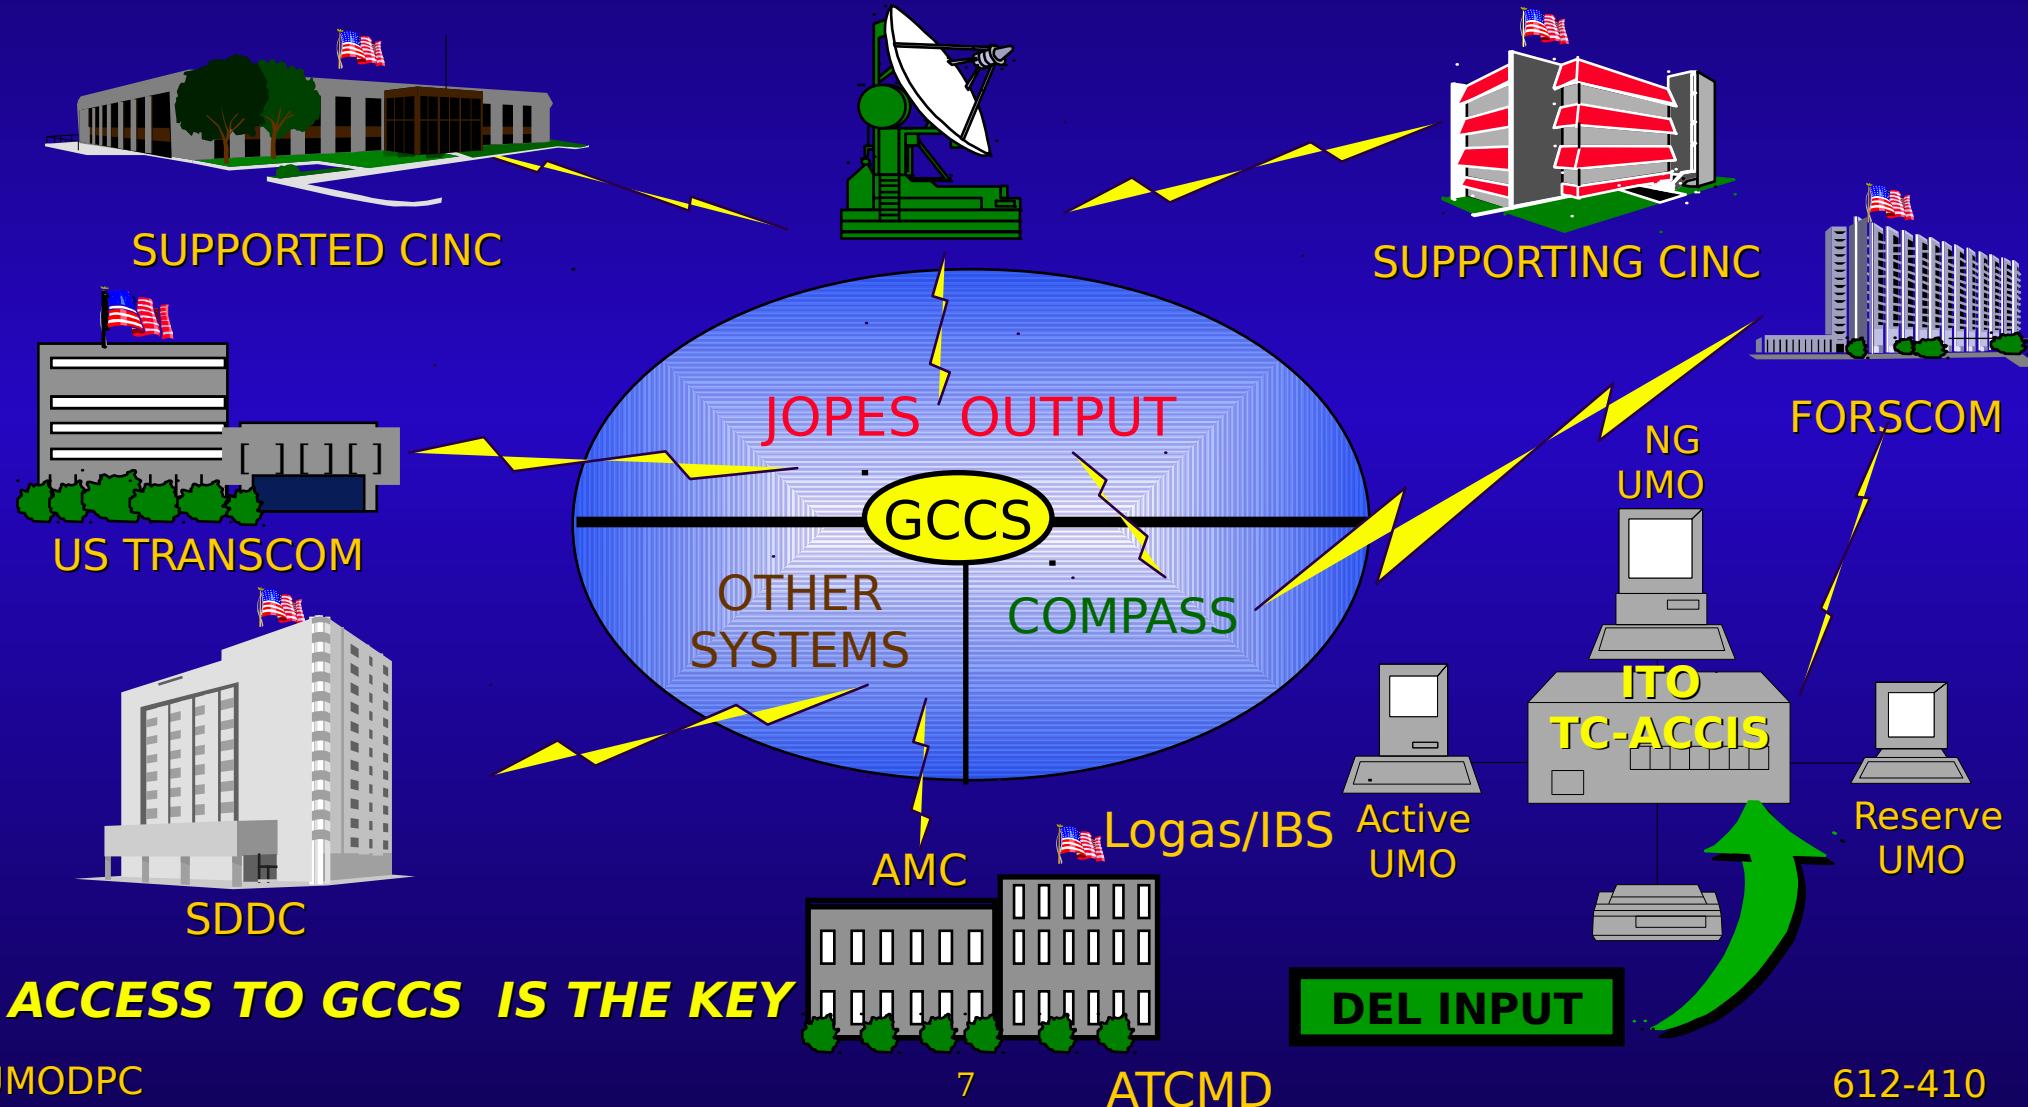 SUPPORTED CINC
SUPPORTING CINC
FORSCOM
NG
UMO
JOPES OUTPUT
GCCS
US TRANSCOM
OTHER
SYSTEMS
COMPASS
ITO
TC-ACCIS
Logas/IBS
Active
UMO
Reserve
UMO
AMC
SDDC
ACCESS TO GCCS IS THE KEY
DEL INPUT
UMODPC
7
ATCMD
612-410